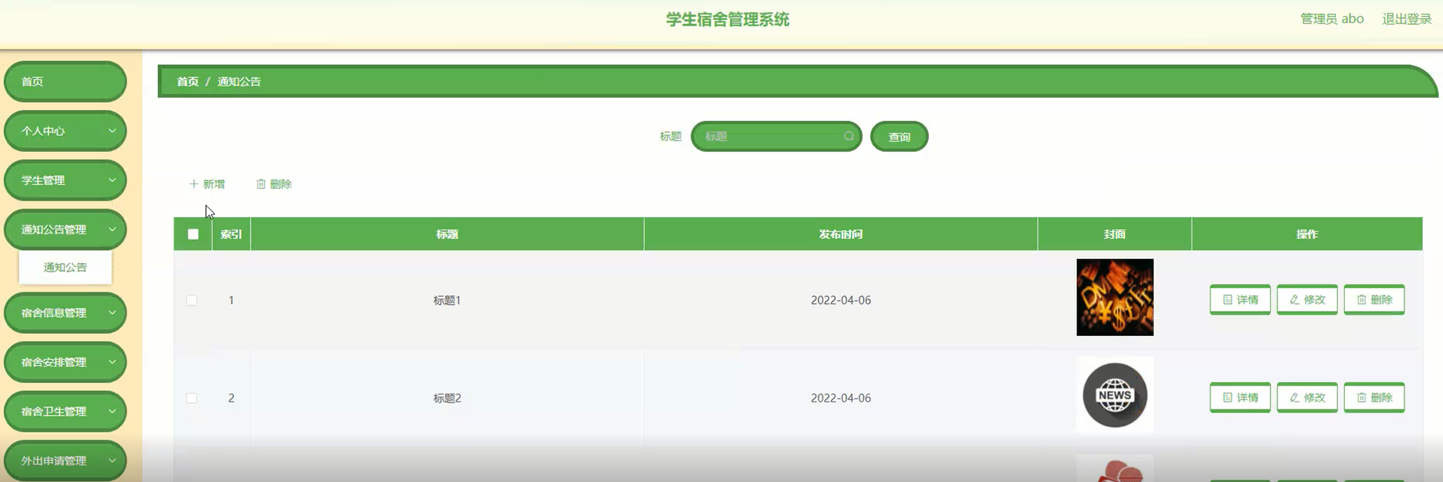 学生宿舍管理系统
管理员 abo 退出登录
首页
个人中心
学生管理
通知公告管理
通知公告
宿舍信息管理
宿舍安排管理
宿舍卫生管理
外出申请管理
首页 / 通知公告
标题 标题 查询
新增 删除
索引 标题 发布时间 封面 操作
1 标题1 2022-04-06 详情 修改 删除
2 标题2 2022-04-06 NEWS 详情 修改 删除